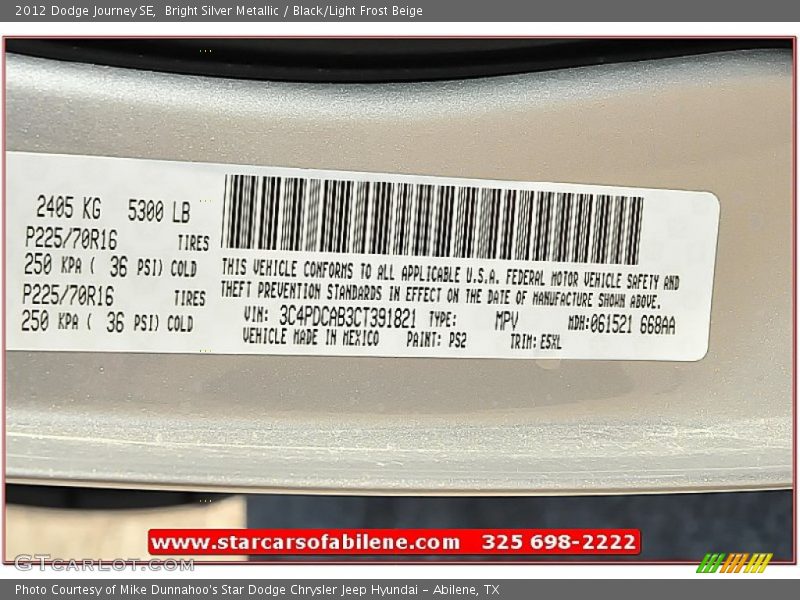 2012 Dodge Journey SE,  Bright Silver Metallic / Black/Light Frost Beige
2405 KG 5300 LB
P225/70R16 TIRES
250 KPA ( 36 PSI) COLD
P225/70R16 TIRES
250 KPA ( 36 PSI) COLD
THIS VEHICLE CONFORMS TO ALL APPLICABLE U.S.A. FEDERAL MOTOR VEHICLE SAFETY AND
THEFT PREVENTION STANDARDS IN EFFECT ON THE DATE OF MANUFACTURE SHOWN ABOVE.
VIN: 3C4PDCAB3CT391821 TYPE: MPV MDH:061521 668AA
VEHICLE MADE IN MEXICO PAINT: PS2 TRIM: E5XL
www.starcarsofabilene.com 325 698-2222
GTcarlot.com
Photo Courtesy of Mike Dunnahoo's Star Dodge Chrysler Jeep Hyundai - Abilene, TX